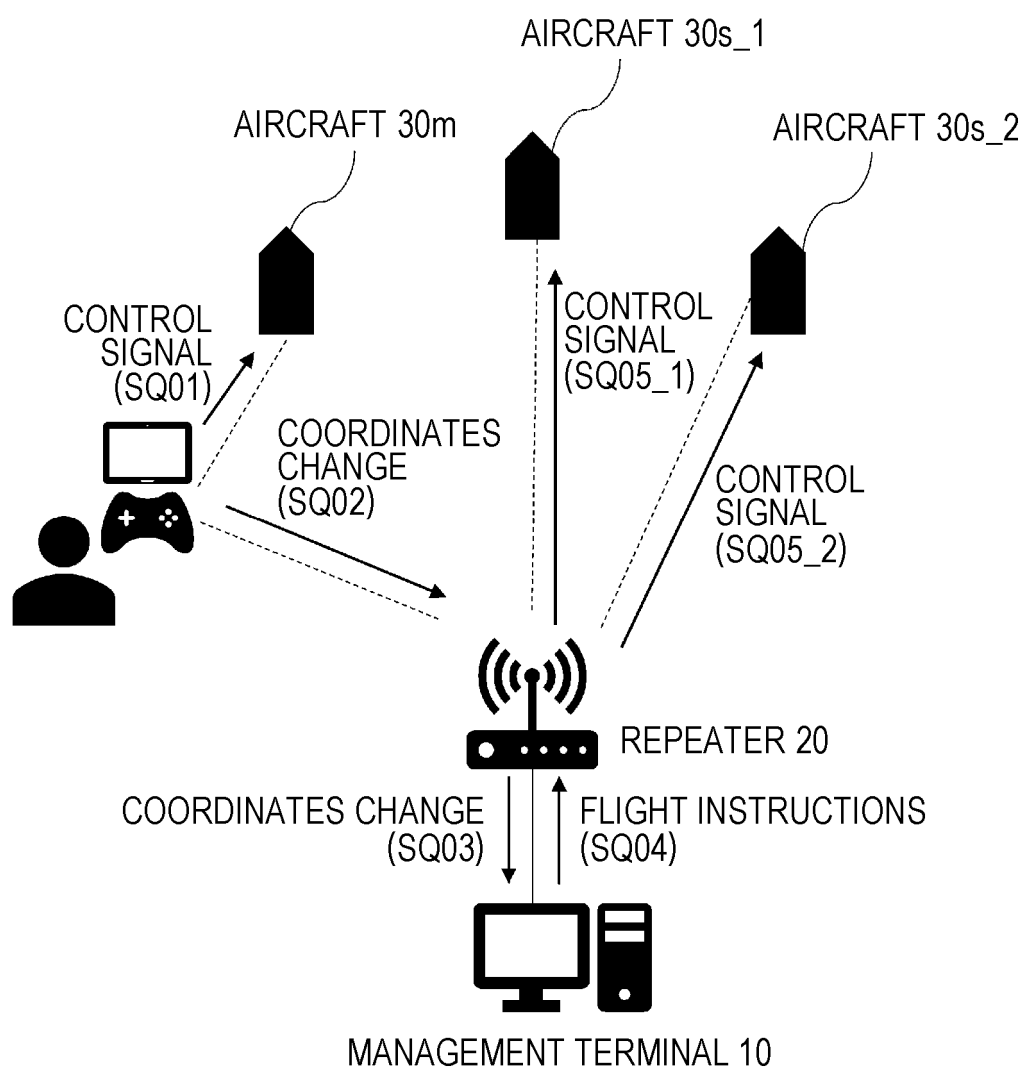 AIRCRAFT 30s_1
AIRCRAFT 30m
AIRCRAFT 30s_2
CONTROL
SIGNAL
(SQ01)
CONTROL
SIGNAL
(SQ05_1)
COORDINATES
CHANGE
(SQ02)
CONTROL
SIGNAL
(SQ05_2)
REPEATER 20
COORDINATES CHANGE
(SQ03)
FLIGHT INSTRUCTIONS
(SQ04)
MANAGEMENT TERMINAL 10